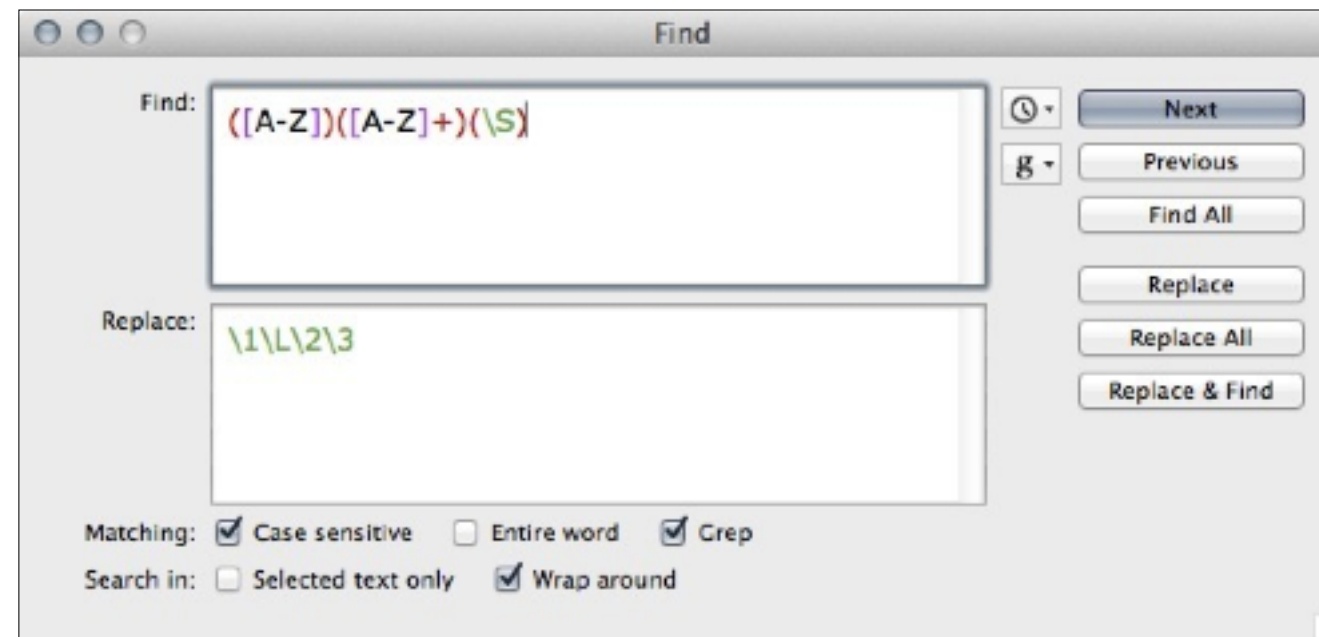 Find
Find: ([A-Z])([A-Z]+)(\S)
Next
g
Previous
Find All
Replace
Replace: \1\L\2\3
Replace All
Replace & Find
Matching: Case sensitive Entire word Grep
Search in: Selected text only Wrap around